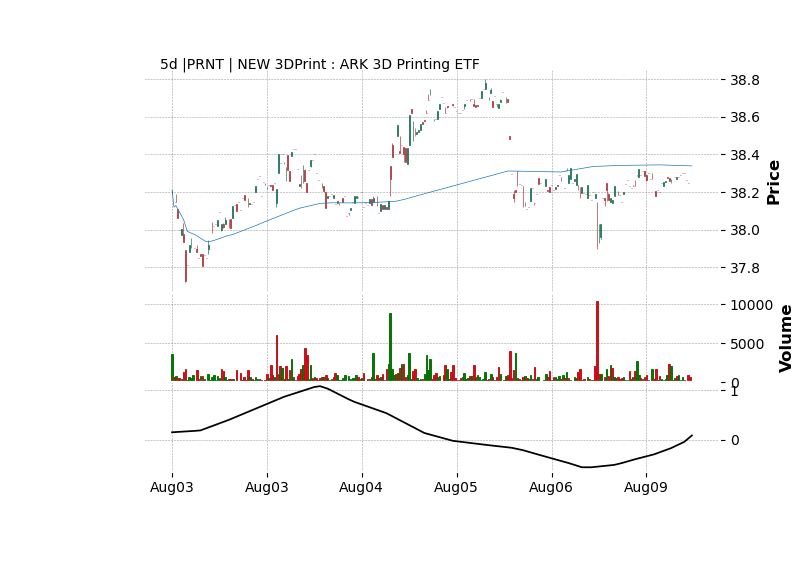 5d |PRNT | NEW 3DPrint : ARK 3D Printing ETF
38.8
38.6
38.4
38.2
38.0
37.8
Price
10000
5000
0
Volume
1
0
Aug03 Aug03 Aug04 Aug05 Aug06 Aug09